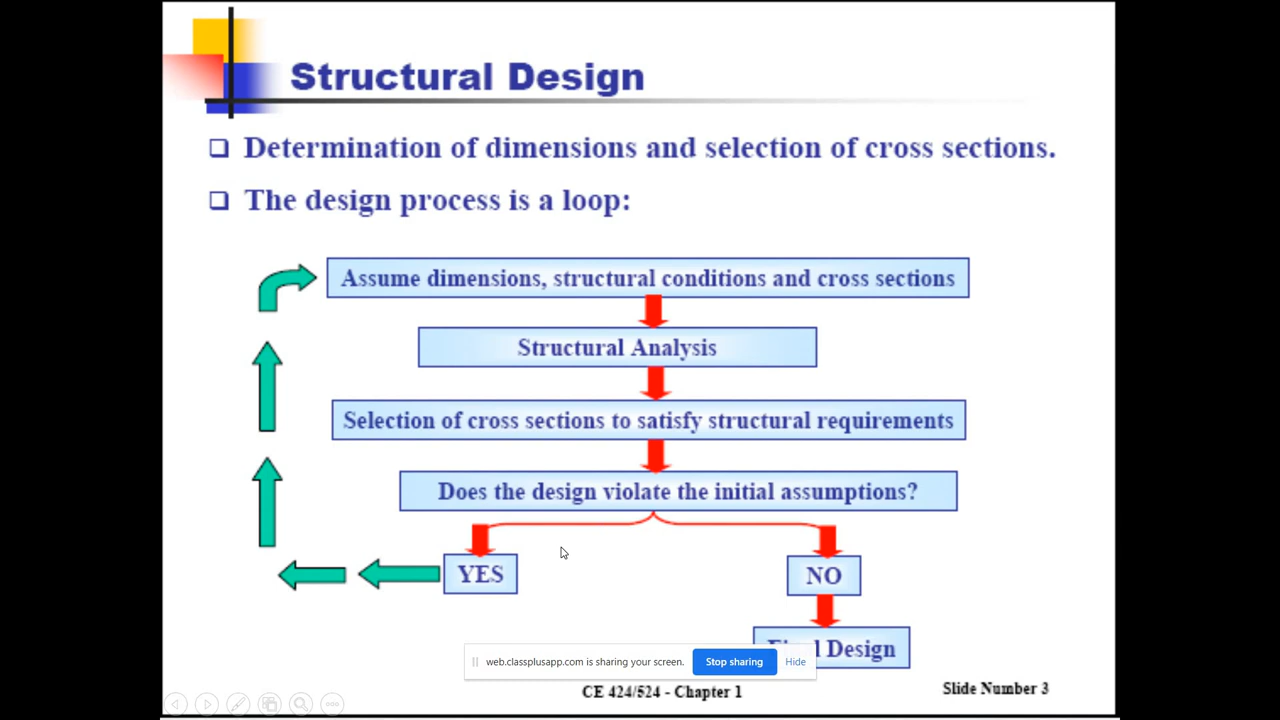 Structural Design
Determination of dimensions and selection of cross sections.
The design process is a loop:
Assume dimensions, structural conditions and cross sections
Structural Analysis
Selection of cross sections to satisfy structural requirements
Does the design violate the initial assumptions?
YES
NO
Design
web.classplusapp.com is sharing your screen.
Stop sharing
Hide
CE 424/524 - Chapter 1
Slide Number 3